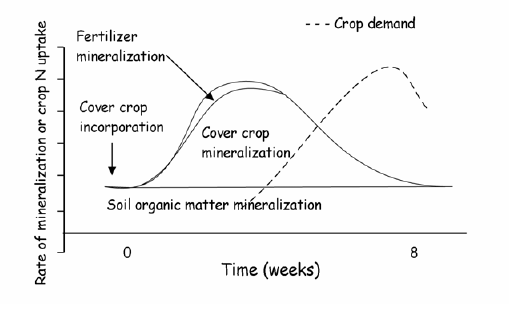 --- Crop demand
Fertilizer
mineralization
Cover crop
incorporation
Cover crop
mineralization
Soil organic matter mineralization
Rate of mineralization or crop N uptake
0
8
Time (weeks)